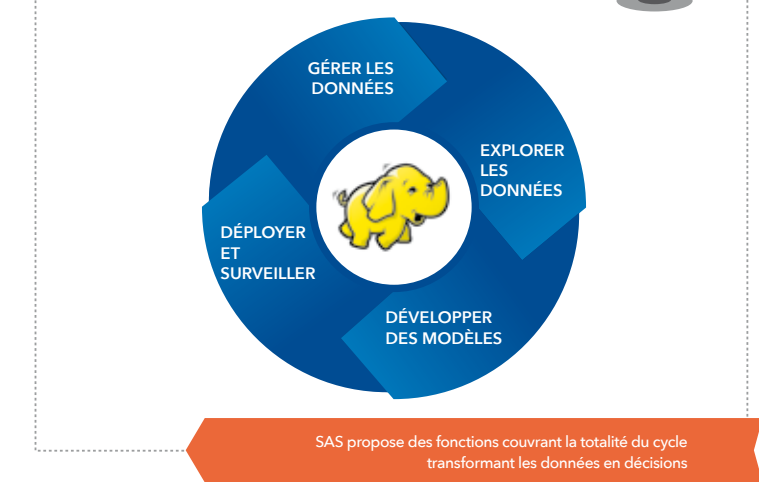 GÉRER LES
DONNÉES
EXPLORER
LES
DONNÉES
DÉVELOPPER
DES MODÈLES
DÉPLOYER
ET
SURVEILLER
SAS propose des fonctions couvrant la totalité du cycle
transformant les données en décisions